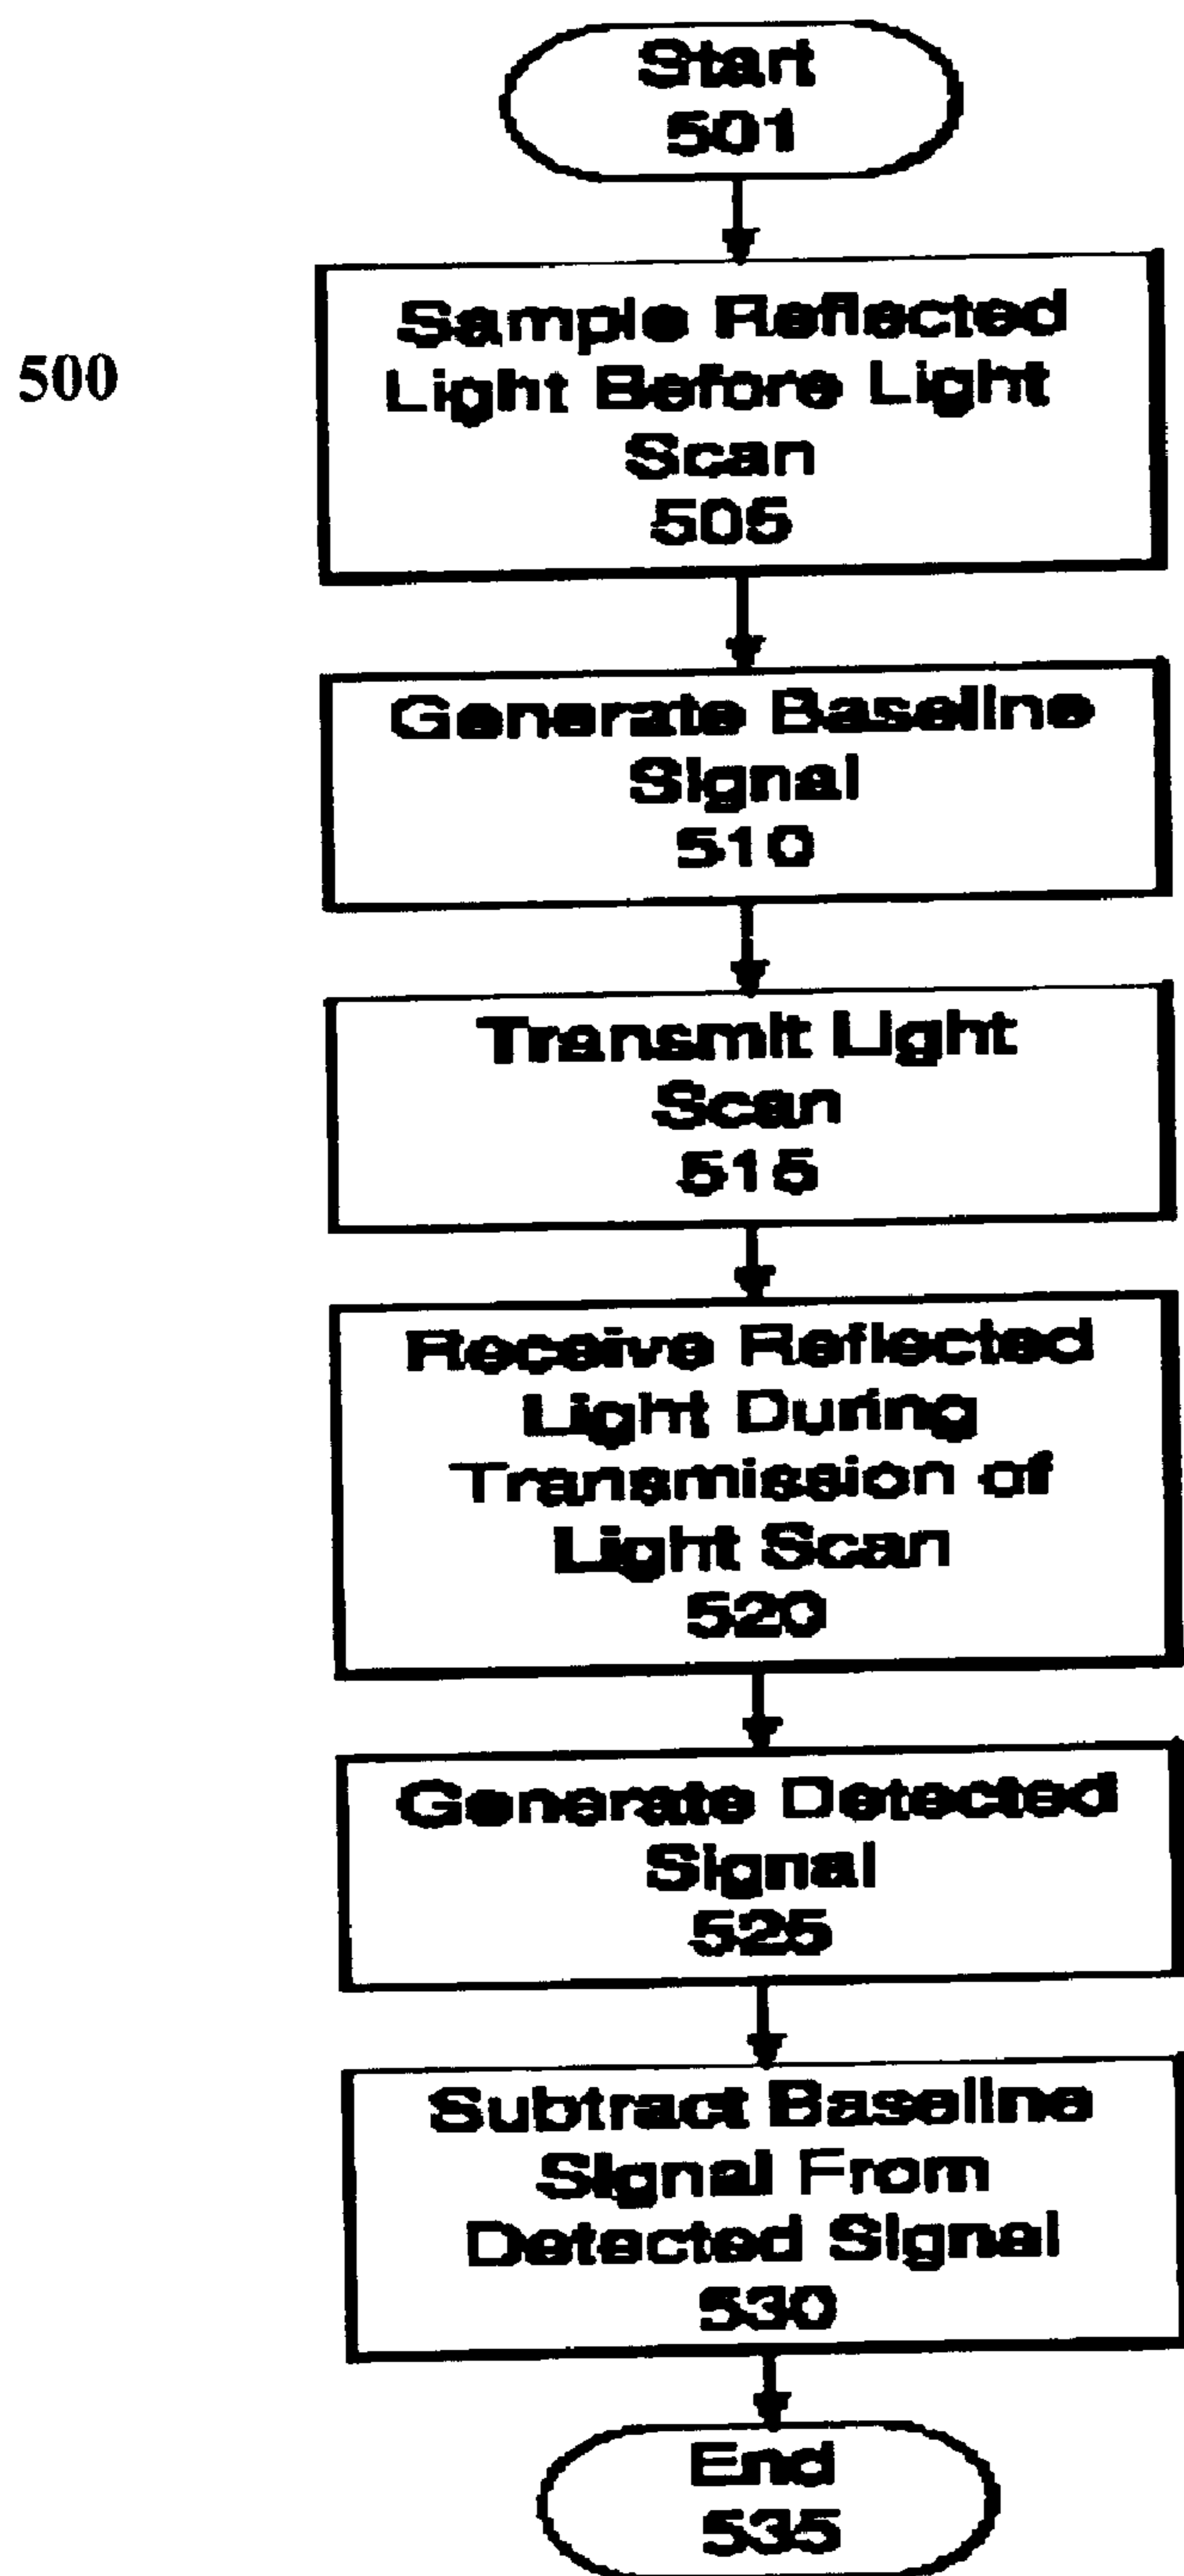 Start
501
500
Sample Reflected
Light Before Light
Scan
505
Generate Baseline
Signal
510
Transmit Light
Scan
515
Receive Reflected
Light During
Transmission of
Light Scan
520
Generate Detected
Signal
525
Subtract Baseline
Signal From
Detected Signal
530
End
535